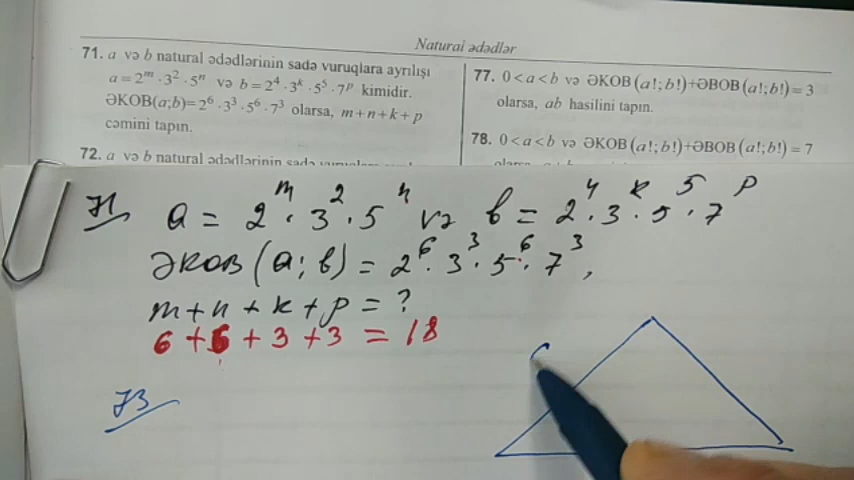 Natural ədədlər
71. a və b natural ədədlərinin sadə vuruqlara ayrılışı
a = 2^m · 3^2 · 5^n və b = 2^4 · 3^k · 5^5 · 7^p kimidir.
ƏKOB(a;b)= 2^6 · 3^3 · 5^6 · 7^3 olarsa, m + n + k + p
cəmini tapın.
72. a və b natural ədədlərinin sadə
77. 0 < a < b və ƏKOB(a!; b!)+ƏBOB(a!; b!) = 3
olarsa, ab hasilini tapın.
78. 0 < a < b və ƏKOB(a!; b!)+ƏBOB(a!; b!) = 7
71 a = 2^m · 3^2 · 5^n və b = 2^4 · 3^k · 5^5 · 7^p
ƏKOB (a; b) = 2^6 · 3^3 · 5^6 · 7^3 ,
m + n + k + p = ?
6 + 6 + 3 + 3 = 18
73